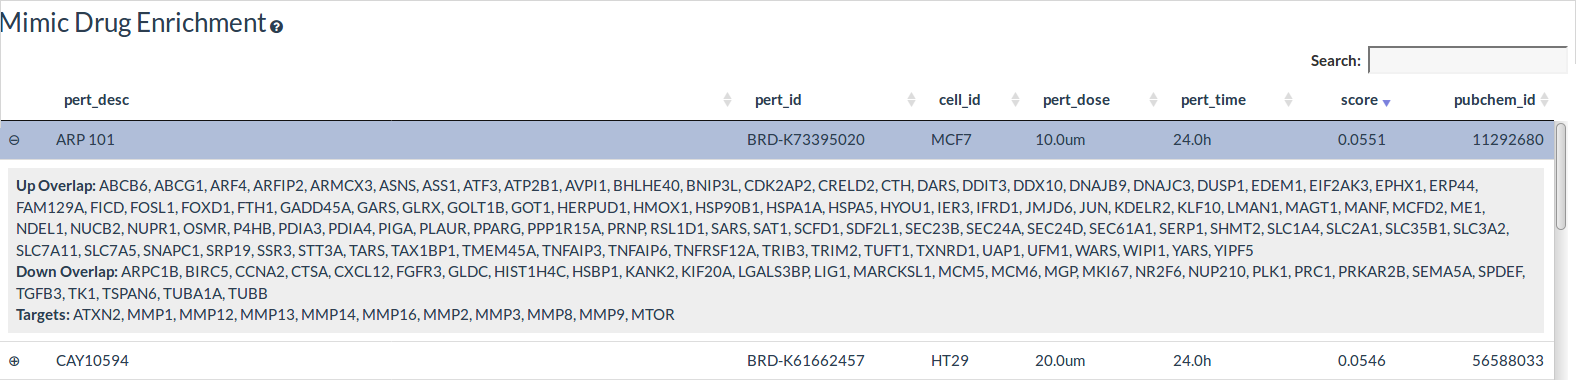 Mimic Drug Enrichment
Search:
pert_desc pert_id cell_id pert_dose pert_time score pubchem_id
ARP 101 BRD-K73395020 MCF7 10.0um 24.0h 0.0551 11292680
Up Overlap: ABCB6, ABCG1, ARF4, ARFIP2, ARMCX3, ASNS, ASS1, ATF3, ATP2B1, AVPI1, BHLHE40, BNIP3L, CDK2AP2, CRELD2, CTH, DARS, DDIT3, DDX10, DNAJB9, DNAJC3, DUSP1, EDEM1, EIF2AK3, EPHX1, ERP44,
FAM129A, FICD, FOSL1, FOXD1, FTH1, GADD45A, GARS, GLRX, GOLT1B, GOT1, HERPUD1, HMOX1, HSP90B1, HSPA1A, HSPA5, HYOU1, IER3, IFRD1, JMJD6, JUN, KDELR2, KLF10, LMAN1, MAGT1, MANF, MCFD2, ME1,
NDEL1, NUCB2, NUPR1, OSMR, P4HB, PDIA3, PDIA4, PIGA, PLAUR, PPARG, PPP1R15A, PRNP, RSL1D1, SARS, SAT1, SCFD1, SDF2L1, SEC23B, SEC24A, SEC24D, SEC61A1, SERP1, SHMT2, SLC1A4, SLC2A1, SLC35B1, SLC3A2,
SLC7A11, SLC7A5, SNAPC1, SRP19, SSR3, STT3A, TARS, TAX1BP1, TMEM45A, TNFAIP3, TNFAIP6, TNFRSF12A, TRIB3, TRIM2, TUFT1, TXNRD1, UAP1, UFM1, WARS, WIPI1, YARS, YIPF5
Down Overlap: ARPC1B, BIRC5, CCNA2, CTSA, CXCL12, FGFR3, GLDC, HIST1H4C, HSBP1, KANK2, KIF20A, LGALS3BP, LIG1, MARCKSL1, MCM5, MCM6, MGP, MKI67, NR2F6, NUP210, PLK1, PRC1, PRKAR2B, SEMA5A, SPDEF,
TGFB3, TK1, TSPAN6, TUBA1A, TUBB
Targets: ATXN2, MMP1, MMP12, MMP13, MMP14, MMP16, MMP2, MMP3, MMP8, MMP9, MTOR
CAY10594 BRD-K61662457 HT29 20.0um 24.0h 0.0546 56588033